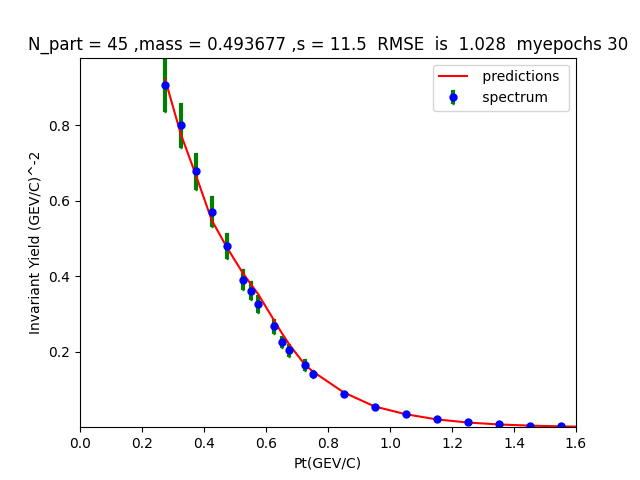 N_part = 45 ,mass = 0.493677 ,s = 11.5  RMSE  is  1.028  myepochs 30
predictions
spectrum
Invariant Yield (GEV/C)^-2
0.8
0.6
0.4
0.2
0.0 0.2 0.4 0.6 0.8 1.0 1.2 1.4 1.6
Pt(GEV/C)